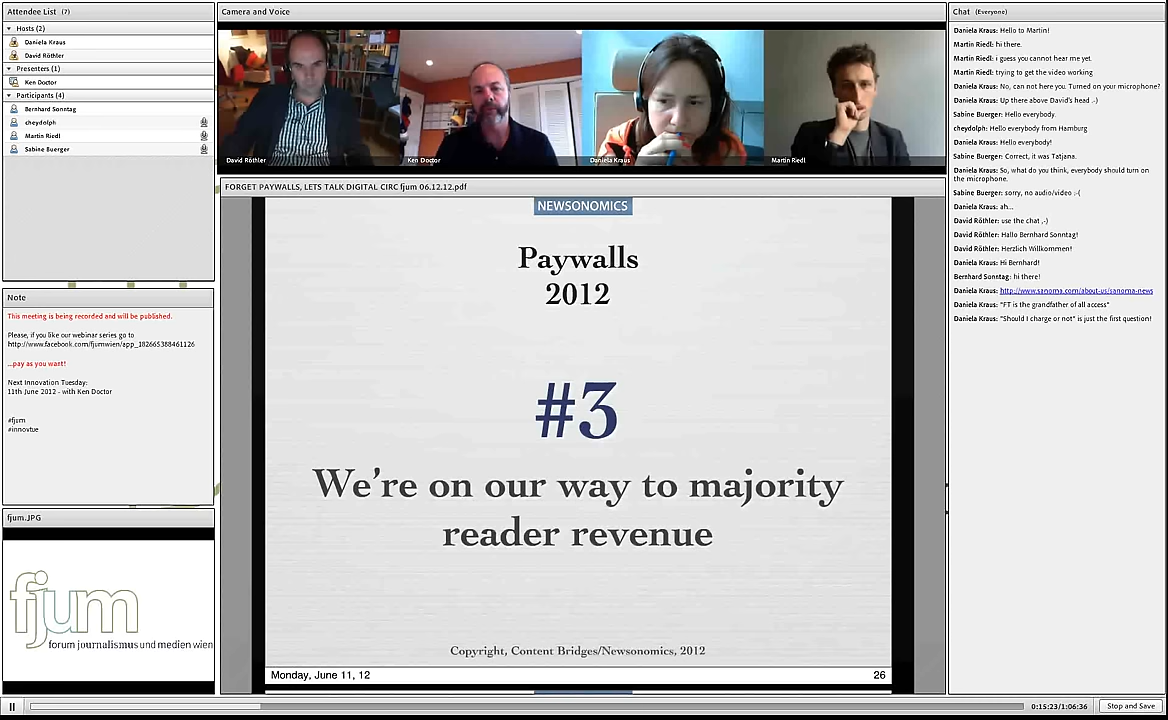 Attendee List (7)
Hosts (2)
Daniela Kraus
David Röthler
Presenters (1)
Ken Doctor
Participants (4)
Bernhard Sonntag
cheydolph
Martin Riedl
Sabine Buerger
Note
This meeting is being recorded and will be published.
Please, if you like our webinar series go to
http://www.facebook.com/fjumwien/app_182665388461126
...pay as you want!
Next Innovation Tuesday:
11th June 2012 - with Ken Doctor
#fjum
#innovtue
fjum.JPG
fjum
forum journalismus und medien wien
Camera and Voice
David Röthler
Ken Doctor
Daniela Kraus
Martin Riedl
FORGET PAYWALLS, LETS TALK DIGITAL CIRC fjum 06.12.12.pdf
NEWSONOMICS
Paywalls
2012
#3
We're on our way to majority
reader revenue
Copyright, Content Bridges/Newsonomics, 2012
Monday, June 11, 12
26
Chat (Everyone)
Daniela Kraus: Hello to Martin!
Martin Riedl: hi there.
Martin Riedl: i guess you cannot hear me yet.
Martin Riedl: trying to get the video working
Daniela Kraus: No, can not here you. Turned on your microphone?
Daniela Kraus: Up there above David's head :-)
Sabine Buerger: Hello everybody.
cheydolph: Hello everybody from Hamburg
Daniela Kraus: Hello everybody!
Sabine Buerger: Correct, it was Tatjana.
Daniela Kraus: So, what do you think, everybody should turn on
the microphone.
Sabine Buerger: sorry, no audio/video :-(
Daniela Kraus: ah...
David Röthler: use the chat ,-)
David Röthler: Hallo Bernhard Sonntag!
David Röthler: Herzlich Willkommen!
Daniela Kraus: Hi Bernhard!
Bernhard Sonntag: hi there!
Daniela Kraus: http://www.sanoma.com/about-us/sanoma-news
Daniela Kraus: "FT is the grandfather of all access"
Daniela Kraus: "Should I charge or not" is just the first question!
0:15:23/1:06:36
Stop and Save